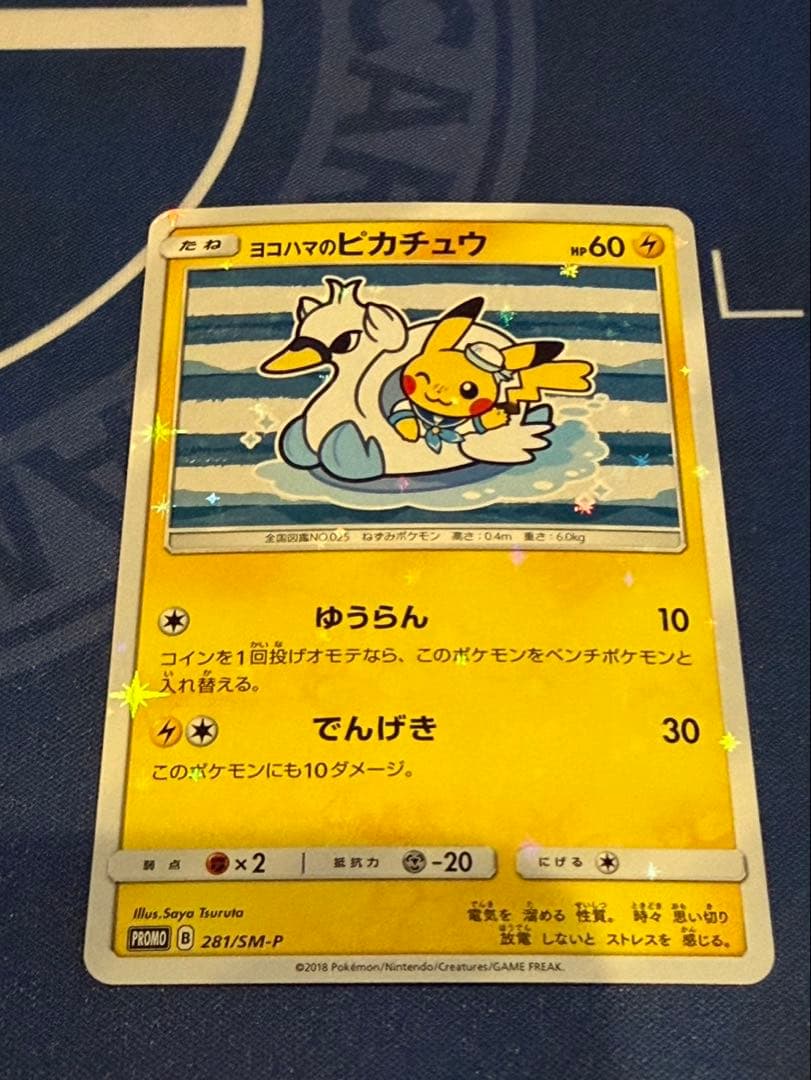 たね ヨコハマのピカチュウ HP60
全国図鑑NO.025 ねずみポケモン 高さ：0.4m 重さ：6.0kg
ゆうらん 10
コインを1回投げオモテなら、このポケモンをベンチポケモンと
入れ替える。
でんげき 30
このポケモンにも10ダメージ。
弱点 ×2 抵抗力 -20 にげる
Illus.Saya Tsuruta
電気を 溜める 性質。 時々 思い切り
放電 しないと ストレスを 感じる。
PROMO B 281/SM-P
©2018 Pokémon/Nintendo/Creatures/GAME FREAK.